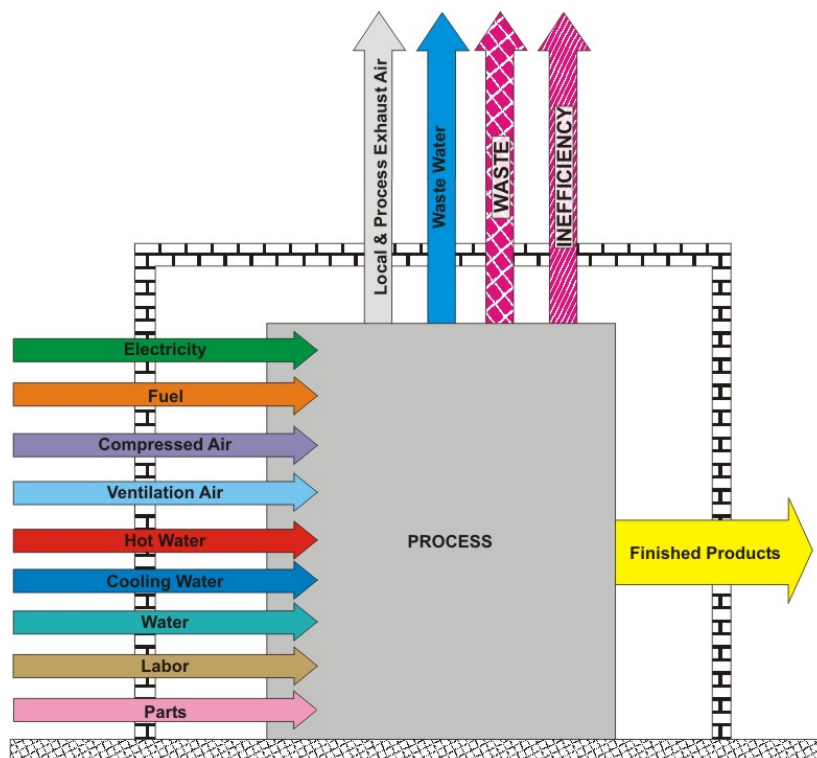 Local & Process Exhaust Air
Waste Water
WASTE
INEFFICIENCY
Electricity
Fuel
Compressed Air
Ventilation Air
Hot Water
Cooling Water
Water
Labor
Parts
PROCESS
Finished Products